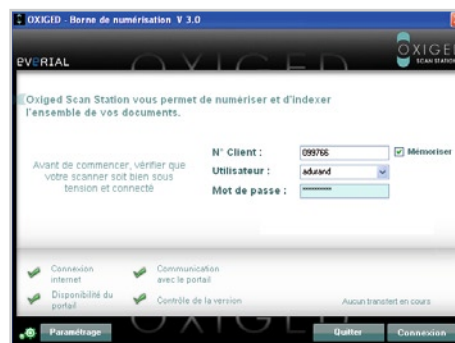 OXIGED - Borne de numérisation V 3.0
everial
OXIGED
OXIGED
SCAN STATION
Oxiged Scan Station vous permet de numériser et d'indexer
l'ensemble de vos documents.
Avant de commencer, vérifier que
votre scanner soit bien sous
tension et connecté
N° Client : 099766 Mémoriser
Utilisateur : adurand
Mot de passe : **********
Connexion
internet
Communication
avec le portail
Disponibilité du
portail
Contrôle de la version
Aucun transfert en cours
OXIGED
Paramétrage Quitter Connexion